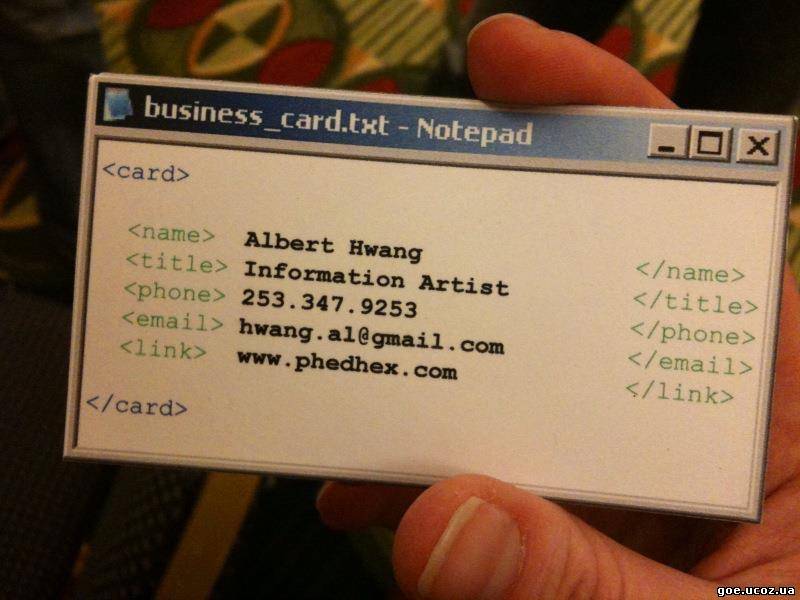 business_card.txt - Notepad
<card>
<name> Albert Hwang </name>
<title> Information Artist </title>
<phone> 253.347.9253 </phone>
<email> hwang.al@gmail.com </email>
<link> www.phedhex.com </link>
</card>
goe.ucoz.ua